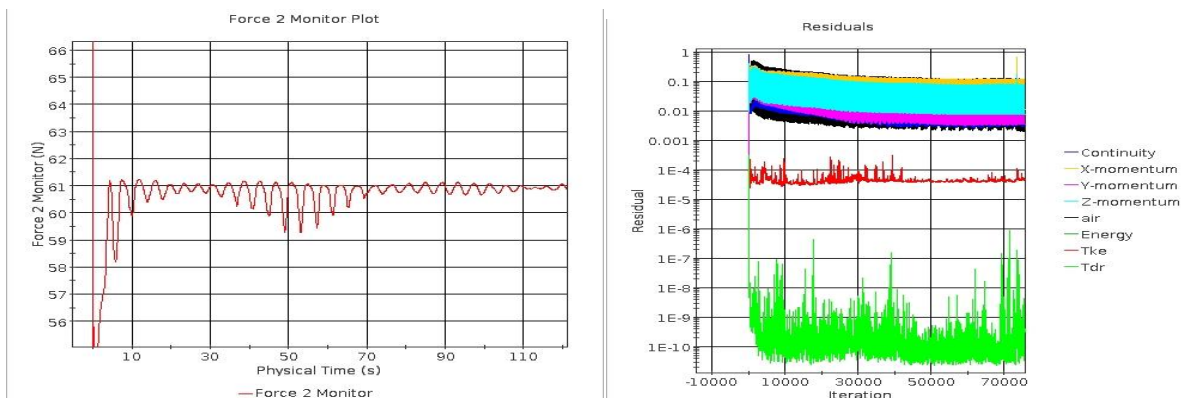 Force 2 Monitor Plot
66
65
64
63
62
61
60
59
58
57
56
Force 2 Monitor (N)
10
30
50
70
90
110
Physical Time (s)
Force 2 Monitor
Residuals
1
0.1
0.01
0.001
1E-4
1E-5
1E-6
1E-7
1E-8
1E-9
1E-10
Residual
-10000
10000
30000
50000
70000
Iteration
Continuity
X-momentum
Y-momentum
Z-momentum
air
Energy
Tke
Tdr